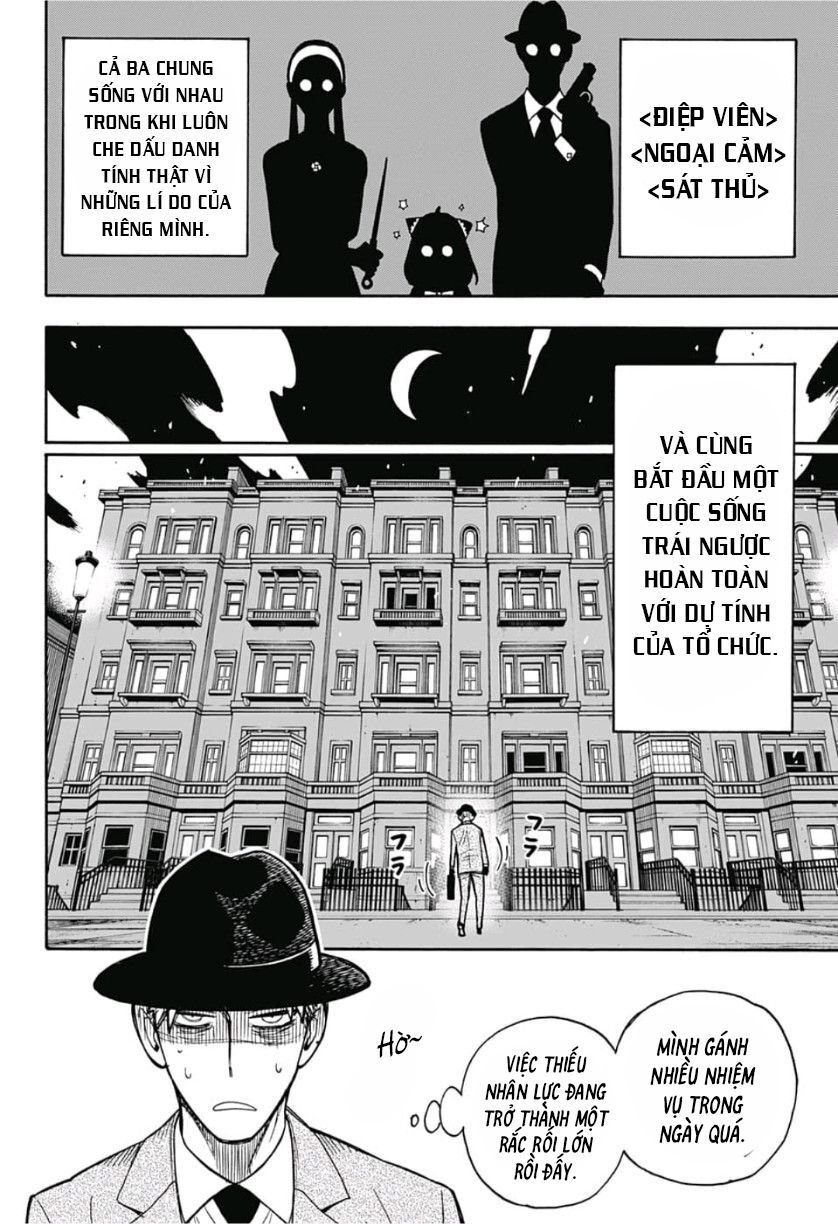 <ĐIỆP VIÊN>
<NGOẠI CẢM>
<SÁT THỦ>
CẢ BA CHUNG
SỐNG VỚI NHAU
TRONG KHI LUÔN
CHE DẤU DANH
TÍNH THẬT VÌ
NHỮNG LÍ DO CỦA
RIÊNG MÌNH.
VÀ CÙNG
BẮT ĐẦU MỘT
CUỘC SỐNG
TRÁI NGƯỢC
HOÀN TOÀN
VỚI DỰ TÍNH
CỦA TỔ CHỨC.
フラ
フラ
MÌNH GÁNH
NHIỀU NHIỆM
VỤ TRONG
NGÀY QUÁ.
VIỆC THIẾU
NHÂN LỰC ĐANG
TRỞ THÀNH MỘT
RẮC RỐI LỚN
RỒI ĐẤY.
Hờ~